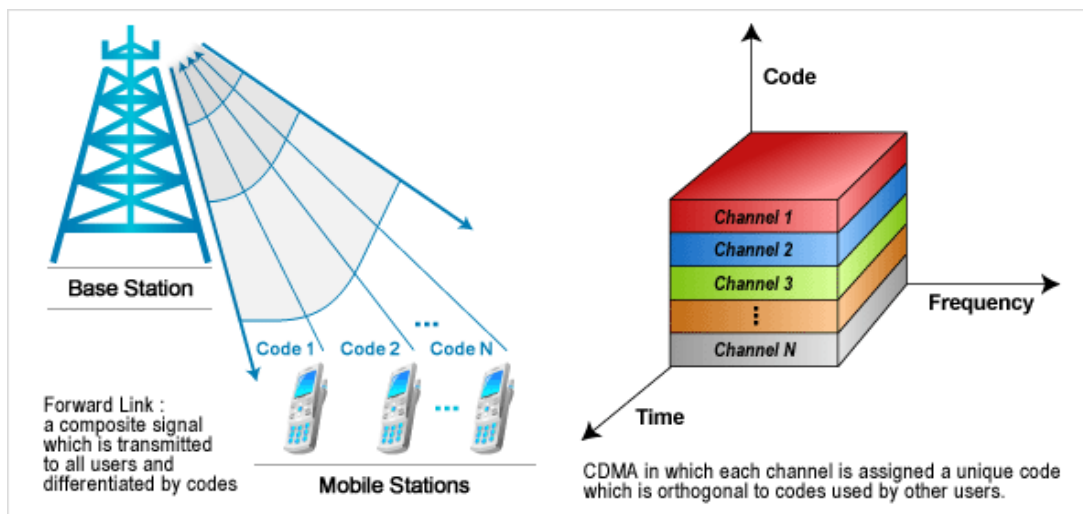 Base Station
Code 1
Code 2
...
Code N
...
Mobile Stations
Forward Link :
a composite signal
which is transmitted
to all users and
differentiated by codes
Code
Channel 1
Channel 2
Channel 3
⋮
Channel N
Frequency
Time
CDMA in which each channel is assigned a unique code
which is orthogonal to codes used by other users.